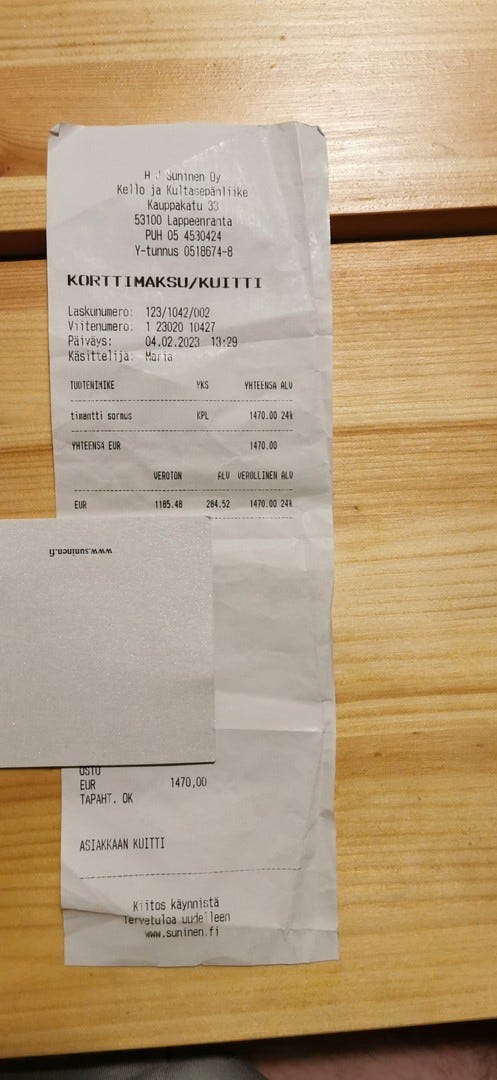 H J Suninen Oy
Kello ja Kultasepänliike
Kauppakatu 33
53100 Lappeenranta
PUH 05 4530424
Y-tunnus 0518674-8
KORTTIMAKSU/KUITTI
Laskunumero: 123/1042/002
Viitenumero: 1 23020 10427
Päiväys: 04.02.2023 13:29
Käsittelijä: Maria
TUOTENIMIKE YKS YHTEENSA ALV
timantti sormus KPL 1470.00 24%
YHTEENSA EUR 1470.00
VEROTON ALV VEROLLINEN ALV
EUR 1185.48 284.52 1470.00 24%
www.suninen.fi
OSTO
EUR 1470,00
TAPAHT. OK
ASIAKKAAN KUITTI
Kiitos käynnistä
Tervetuloa uudelleen
www.suninen.fi